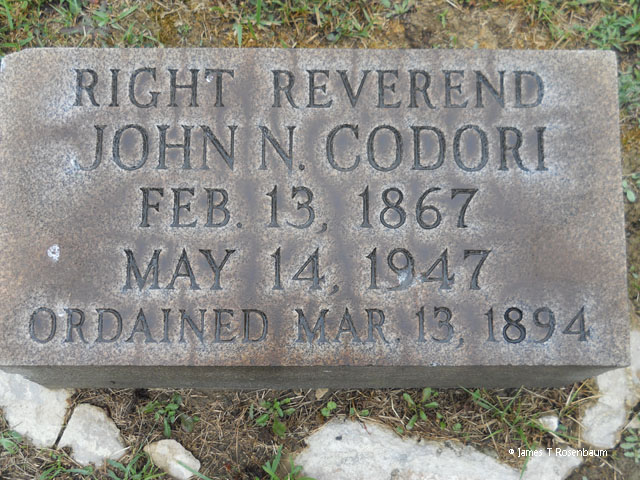 RIGHT REVEREND
JOHN N. CODORI
FEB. 13, 1867
MAY 14, 1947
ORDAINED MAR. 13, 1894
© James T Rosenbaum